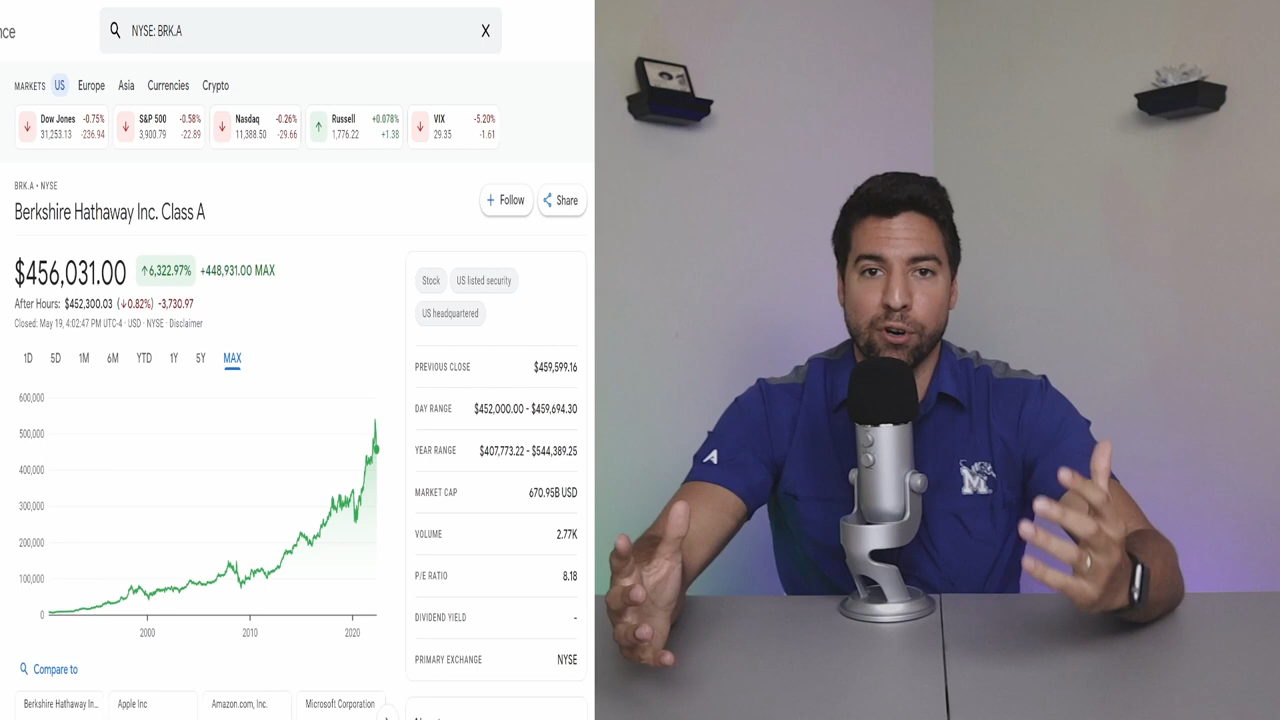 nce
NYSE: BRK.A X
MARKETS US Europe Asia Currencies Crypto
Dow Jones -0.75% S&P 500 -0.58% Nasdaq -0.26% Russell +0.078% VIX -5.20%
31,253.13 -236.94 3,900.79 -22.89 11,388.50 -29.66 1,776.22 +1.38 29.35 -1.61
BRK.A • NYSE
Berkshire Hathaway Inc. Class A
+ Follow Share
$456,031.00 ↑6,322.97% +448,931.00 MAX
After Hours: $452,300.03 (↓0.82%) -3,730.97
Closed: May 19, 4:02:47 PM UTC-4 · USD · NYSE · Disclaimer
1D 5D 1M 6M YTD 1Y 5Y MAX
600,000
500,000
400,000
300,000
200,000
100,000
0
2000 2010 2020
Compare to
Berkshire Hathaway In... Apple Inc Amazon.com, Inc. Microsoft Corporation
Stock US listed security
US headquartered
PREVIOUS CLOSE $459,599.16
DAY RANGE $452,000.00 - $459,694.30
YEAR RANGE $407,773.22 - $544,389.25
MARKET CAP 670.95B USD
VOLUME 2.77K
P/E RATIO 8.18
DIVIDEND YIELD -
PRIMARY EXCHANGE NYSE
M